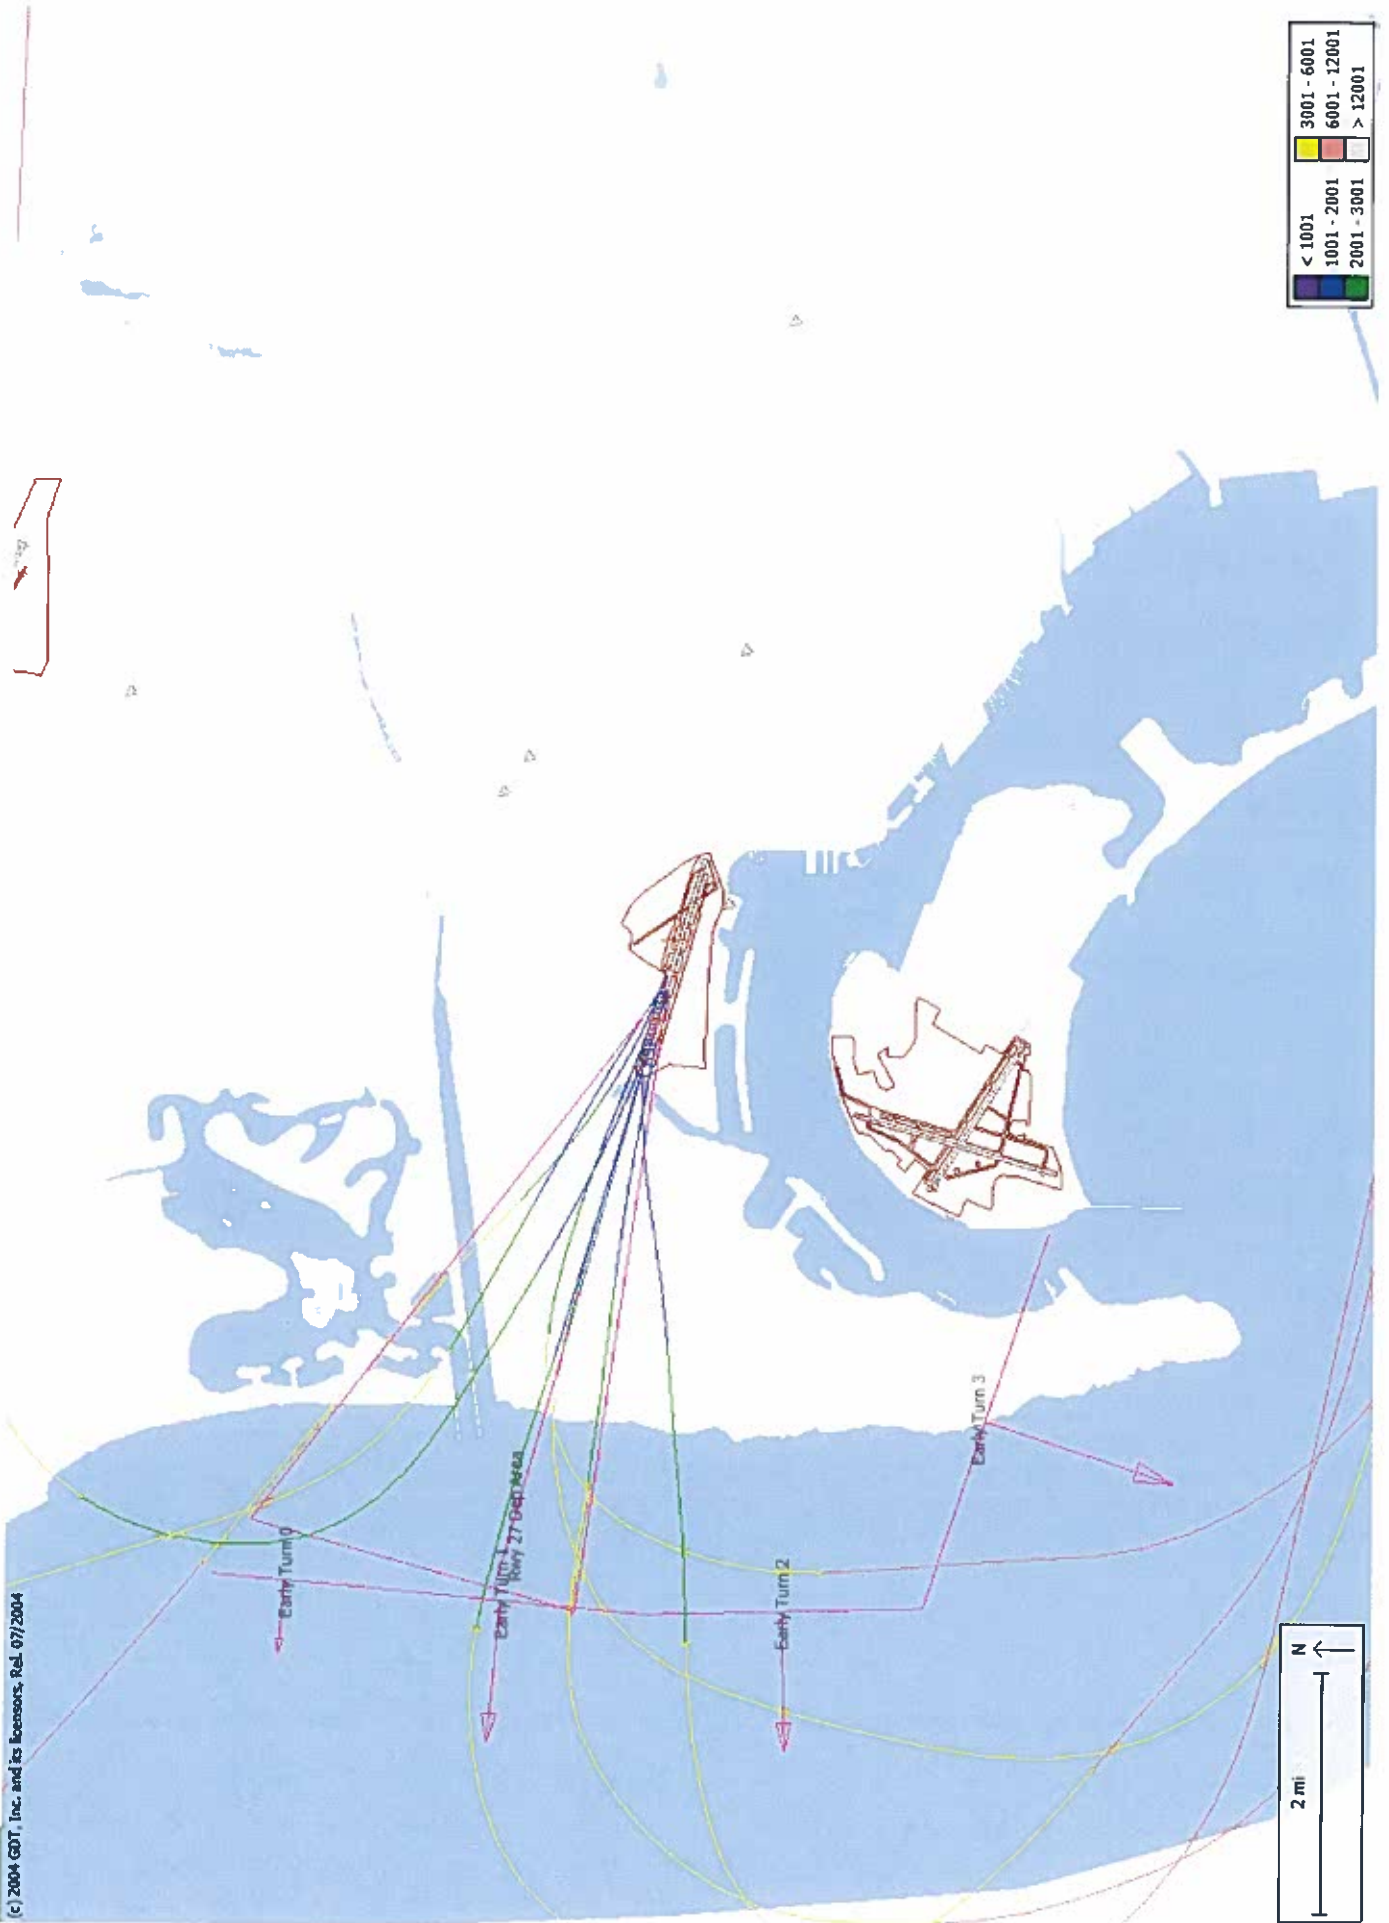 (c) 2004 GDT, Inc. and its licensors, Rel. 07/2004
Early Turn 0
Early Turn 1
Rwy 27 Dep Area
Early Turn 2
Early Turn 3
2 mi
N
< 1001
3001 - 6001
1001 - 2001
6001 - 12001
2001 - 3001
> 12001